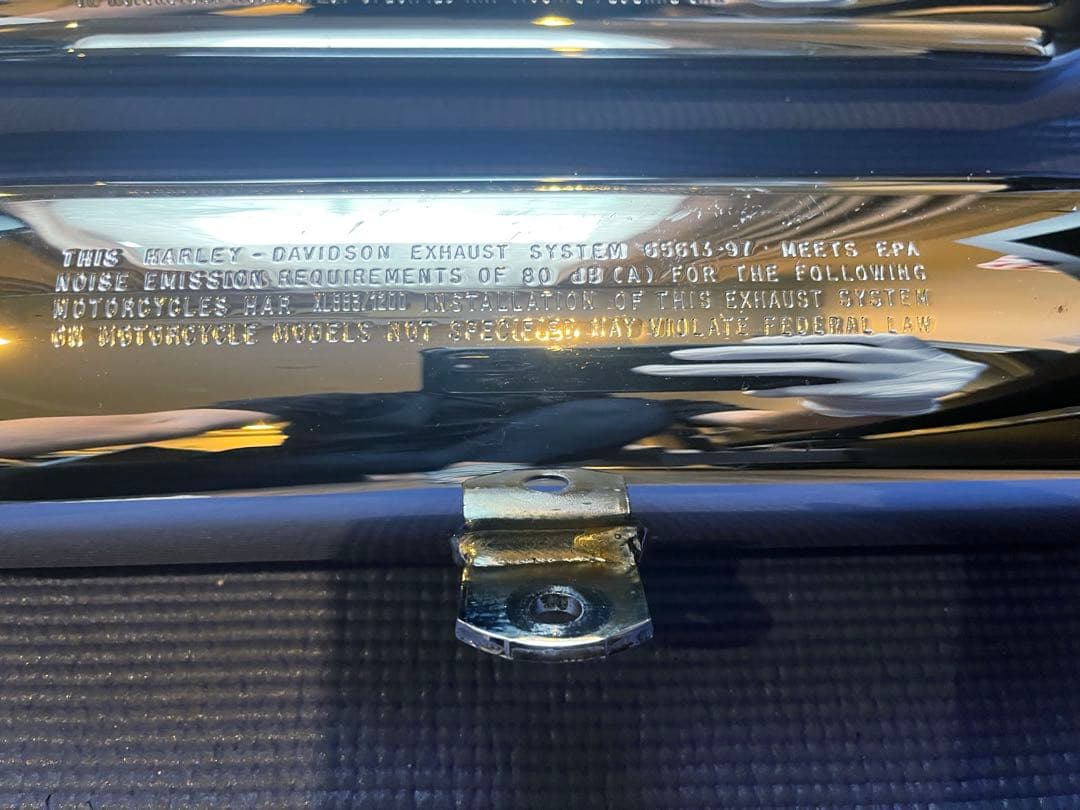 THIS HARLEY-DAVIDSON EXHAUST SYSTEM 65613-97 MEETS EPA
NOISE EMISSION REQUIREMENTS OF 80 dB(A) FOR THE FOLLOWING
MOTORCYCLES HAR XL883/1200 INSTALLATION OF THIS EXHAUST SYSTEM
ON MOTORCYCLE MODELS NOT SPECIFIED MAY VIOLATE FEDERAL LAW